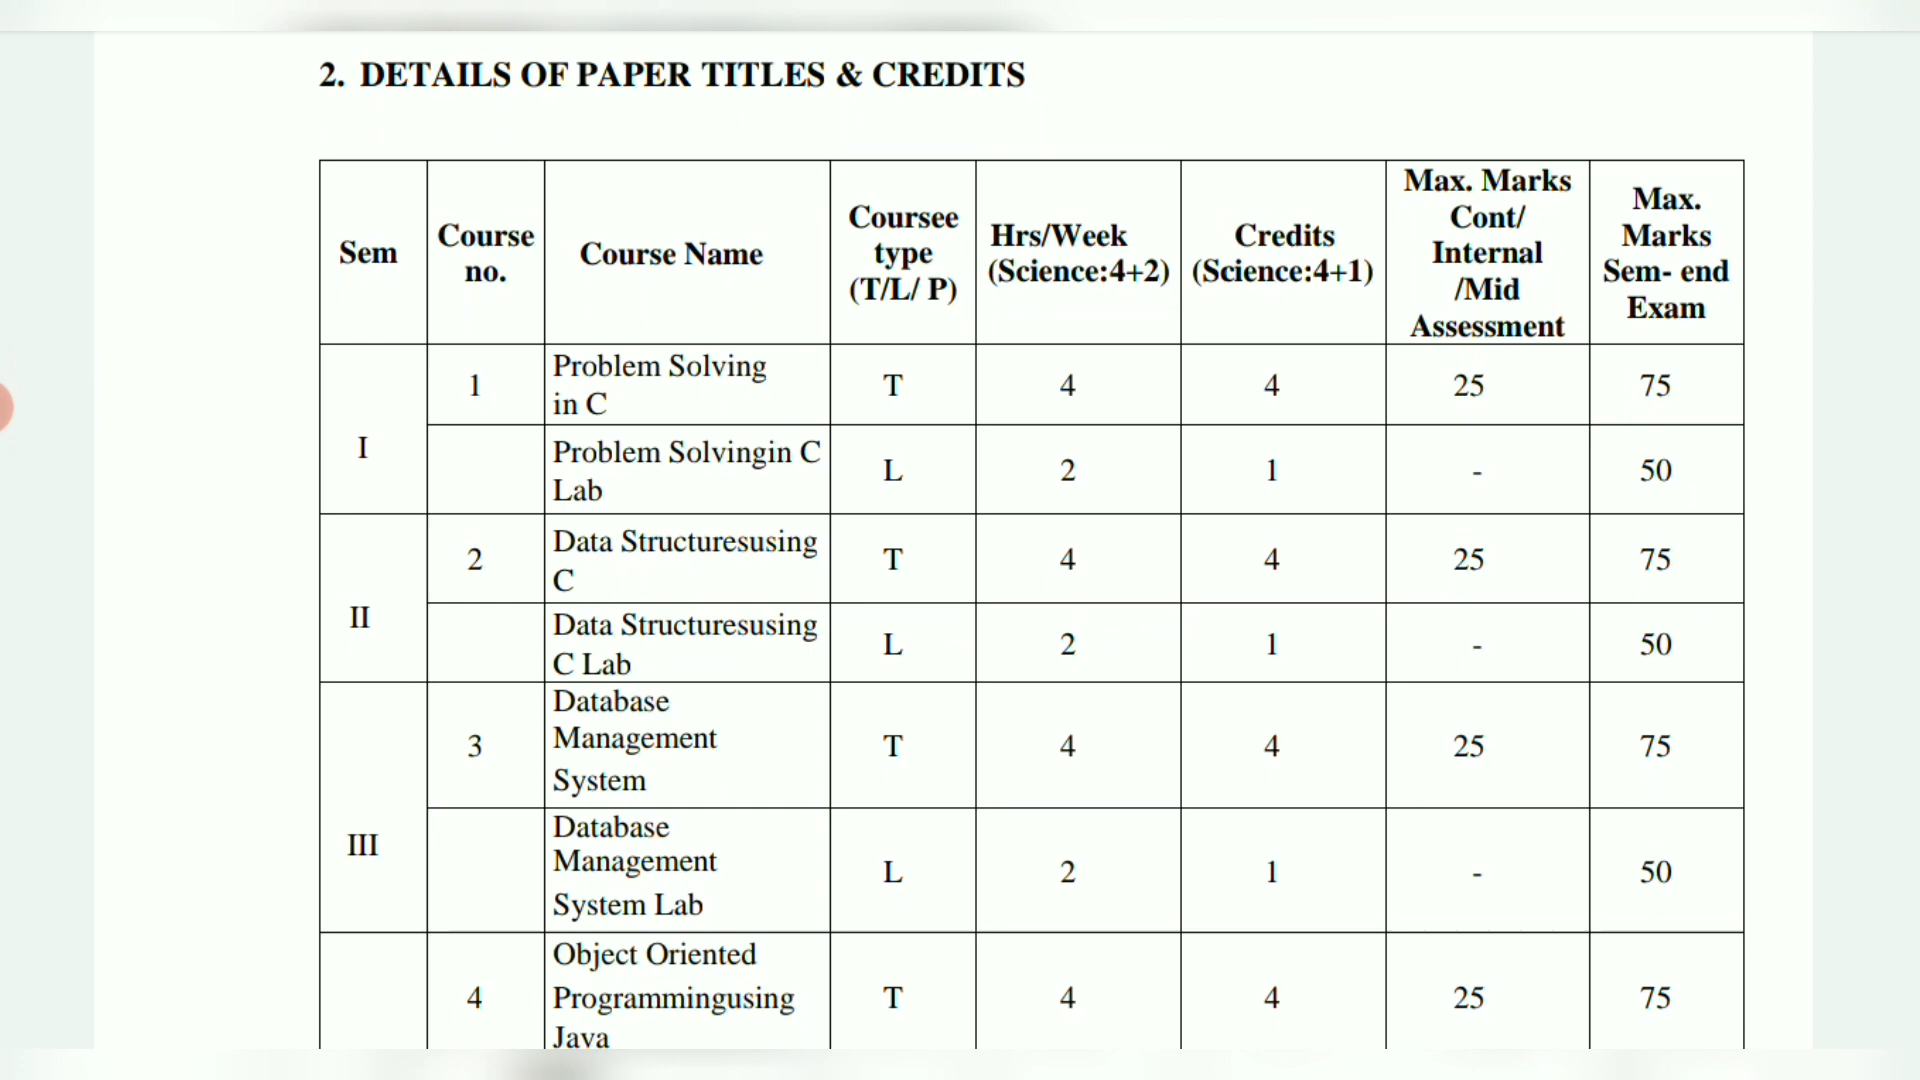 2. DETAILS OF PAPER TITLES & CREDITS
Sem
Course
no.
Course Name
Coursee
type
(T/L/ P)
Hrs/Week
(Science:4+2)
Credits
(Science:4+1)
Max. Marks
Cont/
Internal
/Mid
Assessment
Max.
Marks
Sem- end
Exam
I
1
Problem Solving
in C
T
4
4
25
75
Problem Solvingin C
Lab
L
2
1
-
50
II
2
Data Structuresusing
C
T
4
4
25
75
Data Structuresusing
C Lab
L
2
1
-
50
III
3
Database
Management
System
T
4
4
25
75
Database
Management
System Lab
L
2
1
-
50
4
Object Oriented
Programmingusing
Java
T
4
4
25
75